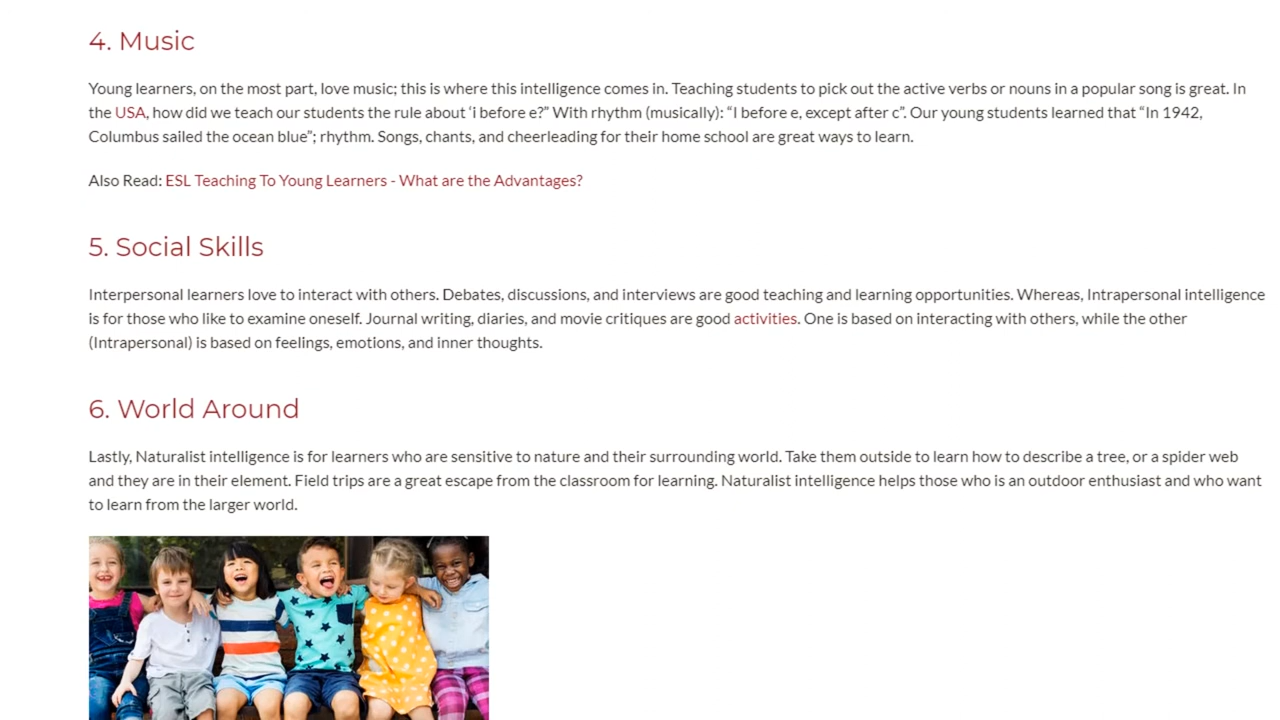 4. Music
Young learners, on the most part, love music; this is where this intelligence comes in. Teaching students to pick out the active verbs or nouns in a popular song is great. In
the USA, how did we teach our students the rule about ‘i before e?” With rhythm (musically): “I before e, except after c”. Our young students learned that “In 1942,
Columbus sailed the ocean blue”; rhythm. Songs, chants, and cheerleading for their home school are great ways to learn.
Also Read: ESL Teaching To Young Learners - What are the Advantages?
5. Social Skills
Interpersonal learners love to interact with others. Debates, discussions, and interviews are good teaching and learning opportunities. Whereas, Intrapersonal intelligence
is for those who like to examine oneself. Journal writing, diaries, and movie critiques are good activities. One is based on interacting with others, while the other
(Intrapersonal) is based on feelings, emotions, and inner thoughts.
6. World Around
Lastly, Naturalist intelligence is for learners who are sensitive to nature and their surrounding world. Take them outside to learn how to describe a tree, or a spider web
and they are in their element. Field trips are a great escape from the classroom for learning. Naturalist intelligence helps those who is an outdoor enthusiast and who want
to learn from the larger world.